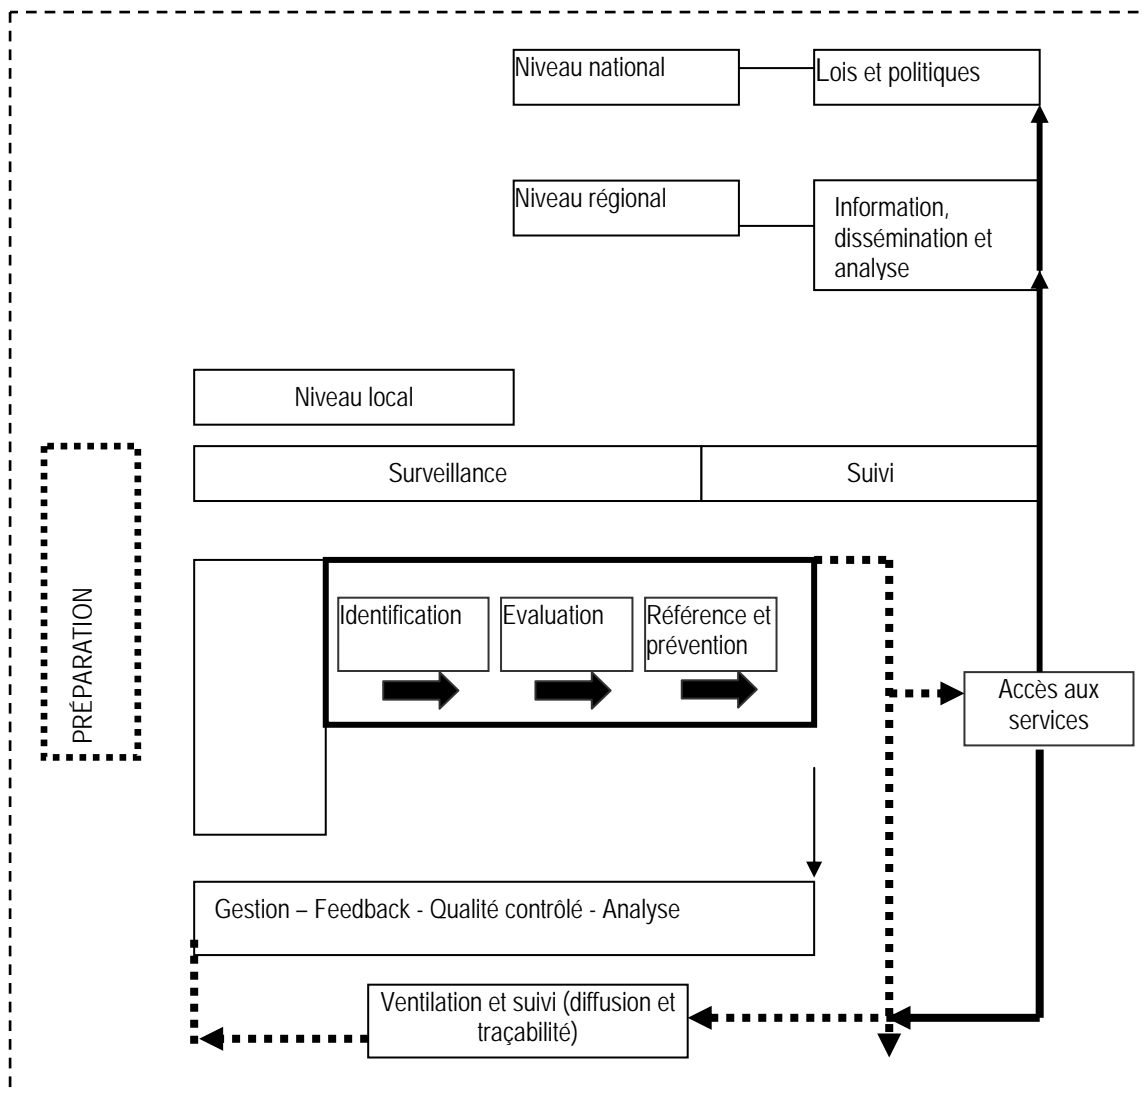 Niveau national
Lois et politiques
Niveau régional
Information,
dissémination et
analyse
Niveau local
Surveillance
Suivi
PRÉPARATION
Identification
Evaluation
Référence et
prévention
Accès aux
services
Gestion – Feedback - Qualité contrôlé - Analyse
Ventilation et suivi (diffusion et
traçabilité)